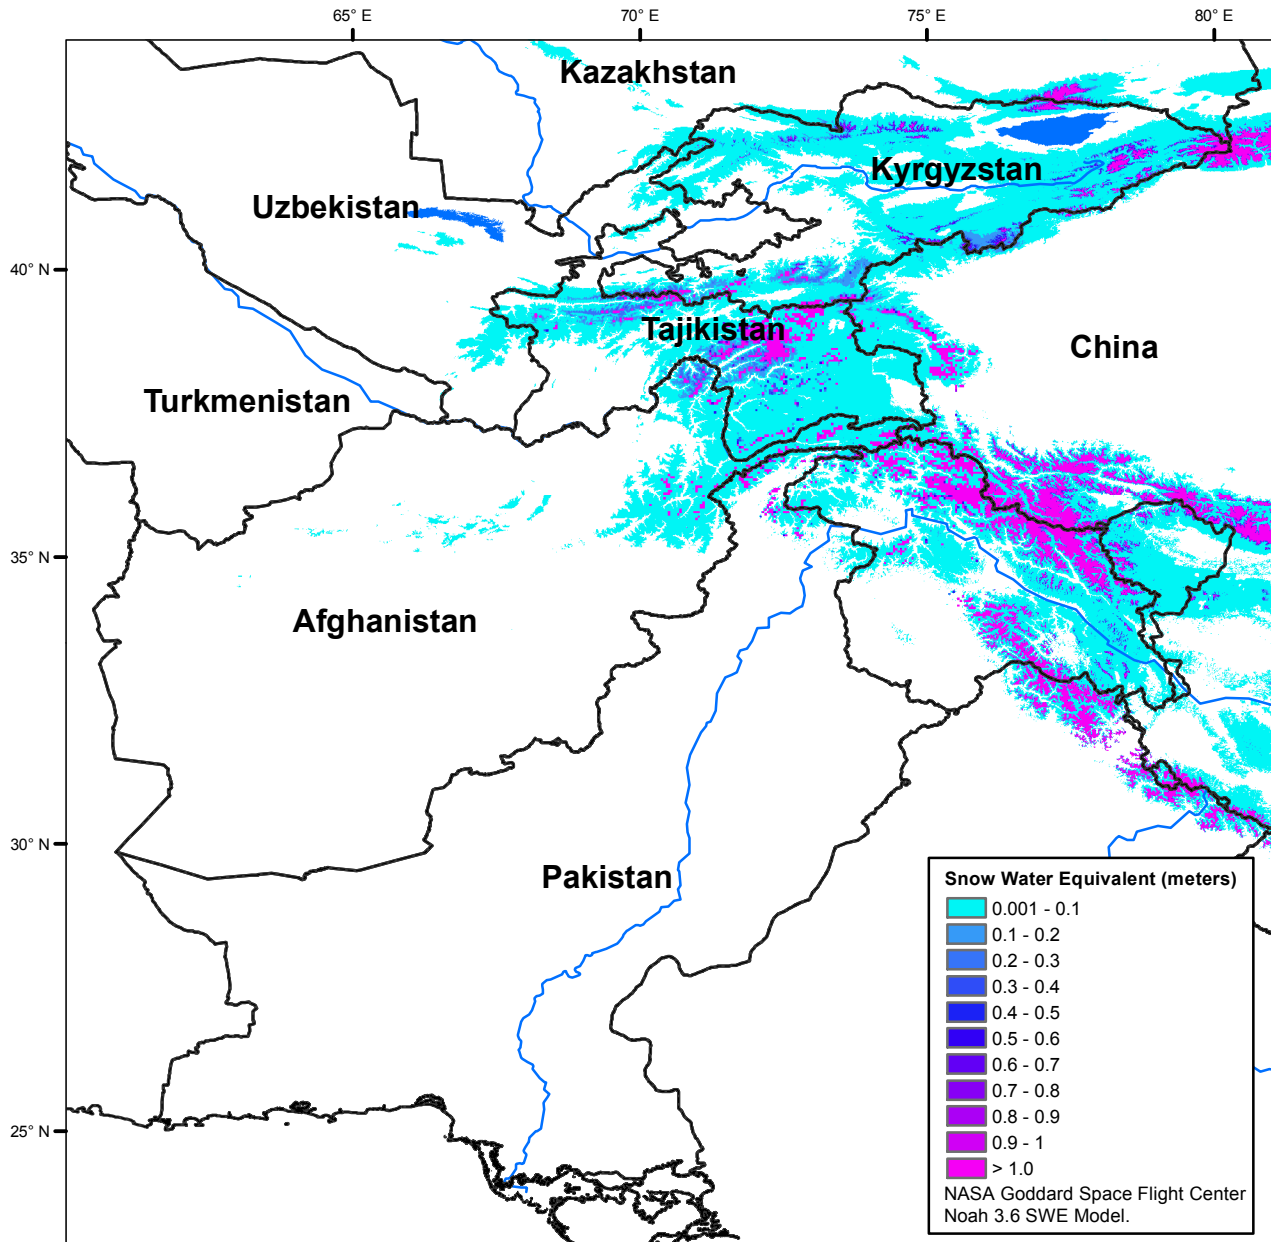 65° E 70° E 75° E 80° E
Kazakhstan
Kyrgyzstan
Uzbekistan
40° N
Tajikistan
China
Turkmenistan
35° N
Afghanistan
30° N
Pakistan
Snow Water Equivalent (meters)
0.001 - 0.1
0.1 - 0.2
0.2 - 0.3
0.3 - 0.4
0.4 - 0.5
0.5 - 0.6
0.6 - 0.7
0.7 - 0.8
0.8 - 0.9
0.9 - 1
> 1.0
25° N
NASA Goddard Space Flight Center
Noah 3.6 SWE Model.